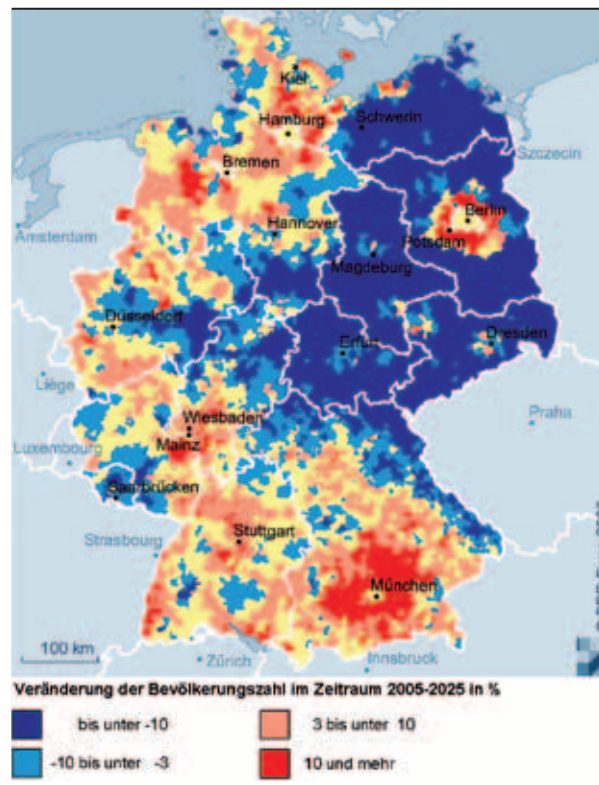 Kiel
Schwerin
Hamburg
Szczecin
Bremen
Berlin
Amsterdam
Hannover
Potsdam
Magdeburg
Düsseldorf
Dresden
Erfurt
Liège
Praha
Wiesbaden
Mainz
Luxembourg
Saarbrücken
Strasbourg
Stuttgart
München
100 km
Zürich
Innsbruck
Veränderung der Bevölkerungszahl im Zeitraum 2005-2025 in %
bis unter -10
3 bis unter 10
-10 bis unter -3
10 und mehr